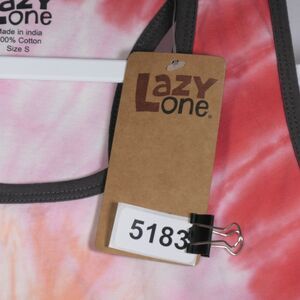 Lazy
one
Made in india
100% Cotton
Size S
Lazy
one®
5183